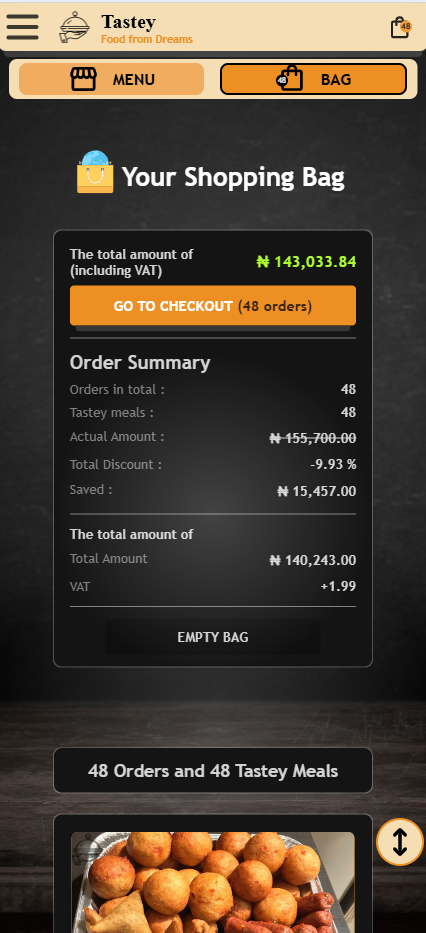 Tastey
Food from Dreams
48
MENU
48
BAG
Your Shopping Bag
The total amount of
(including VAT)
₦ 143,033.84
GO TO CHECKOUT (48 orders)
Order Summary
Orders in total :
48
Tastey meals :
48
Actual Amount :
₦ 155,700.00
Total Discount :
-9.93 %
Saved :
₦ 15,457.00
The total amount of
Total Amount
₦ 140,243.00
VAT
+1.99
EMPTY BAG
48 Orders and 48 Tastey Meals